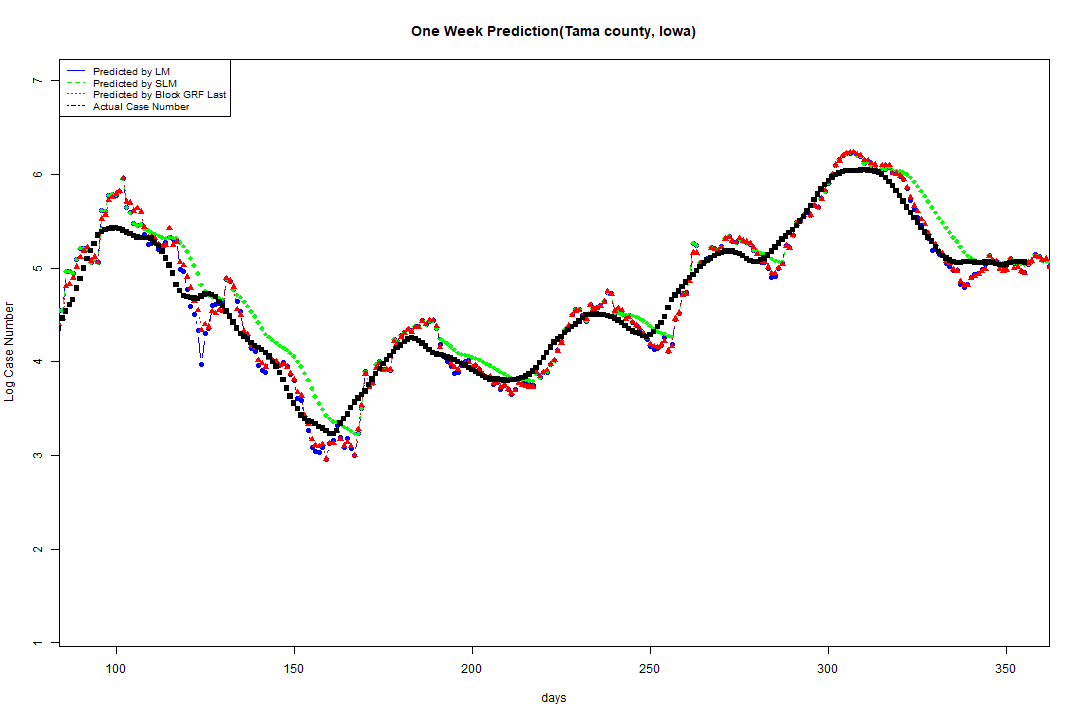 One Week Prediction(Tama county, Iowa)
Predicted by LM
Predicted by SLM
Predicted by Block GRF Last
Actual Case Number
7
6
5
4
3
2
1
Log Case Number
100 150 200 250 300 350
days